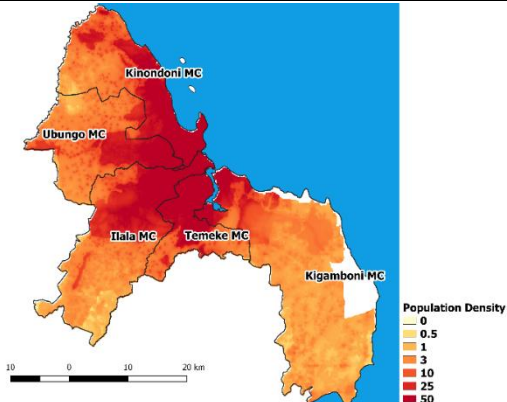 Kinondoni MC
Ubungo MC
Ilala MC
Temeke MC
Kigamboni MC
Population Density
0
0.5
1
3
10
25
50
10 0 10 20 km